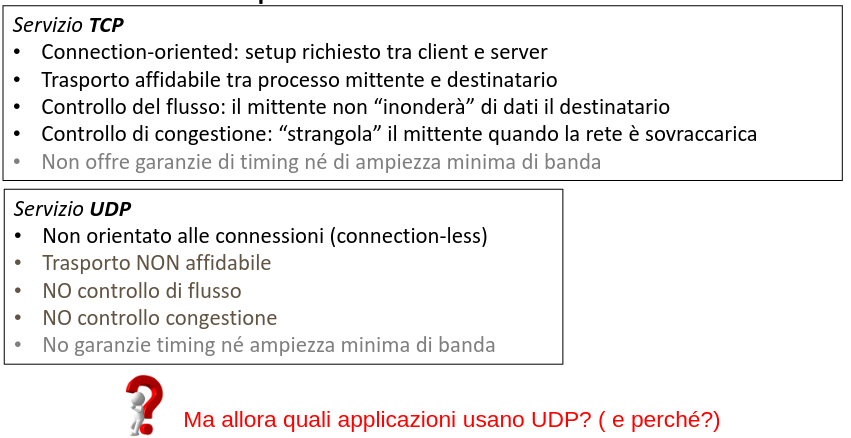 Servizio TCP
• Connection-oriented: setup richiesto tra client e server
• Trasporto affidabile tra processo mittente e destinatario
• Controllo del flusso: il mittente non “inonderà” di dati il destinatario
• Controllo di congestione: “strangola” il mittente quando la rete è sovraccarica
• Non offre garanzie di timing né di ampiezza minima di banda
Servizio UDP
• Non orientato alle connessioni (connection-less)
• Trasporto NON affidabile
• NO controllo di flusso
• NO controllo congestione
• No garanzie timing né ampiezza minima di banda
Ma allora quali applicazioni usano UDP? ( e perché?)